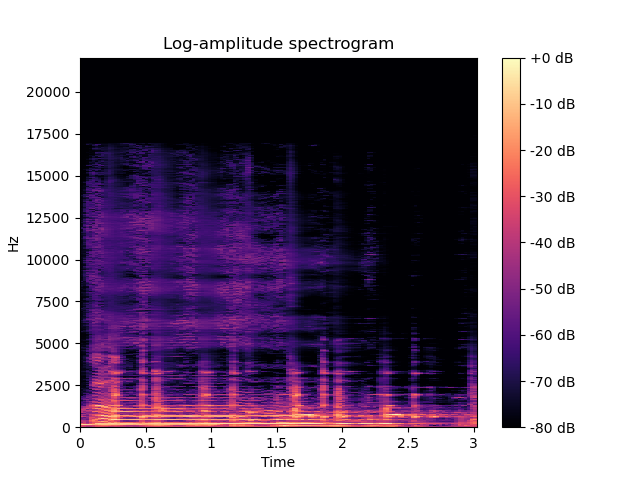 Log-amplitude spectrogram
+0 dB
20000
-10 dB
17500
-20 dB
15000
-30 dB
12500
Hz
-40 dB
10000
-50 dB
7500
-60 dB
5000
-70 dB
2500
0
-80 dB
0 0.5 1 1.5 2 2.5 3
Time